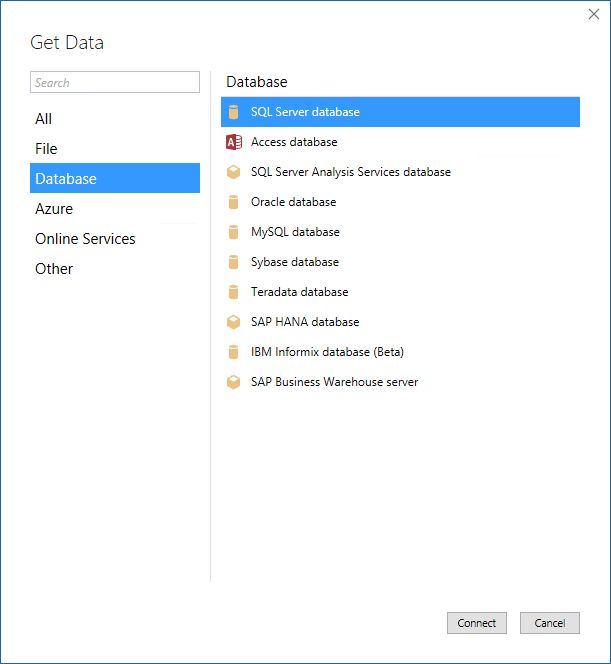 Get Data
Search
All
File
Database
Azure
Online Services
Other
Database
SQL Server database
Access database
SQL Server Analysis Services database
Oracle database
MySQL database
Sybase database
Teradata database
SAP HANA database
IBM Informix database (Beta)
SAP Business Warehouse server
Connect
Cancel